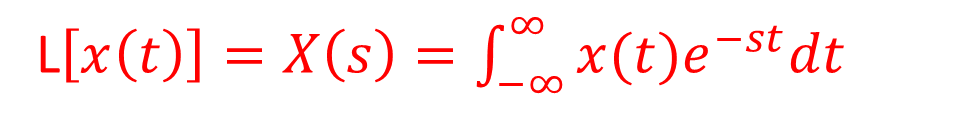 L[x(t)] = X(s) = ∫_{-∞}^{∞} x(t)e^{-st}dt